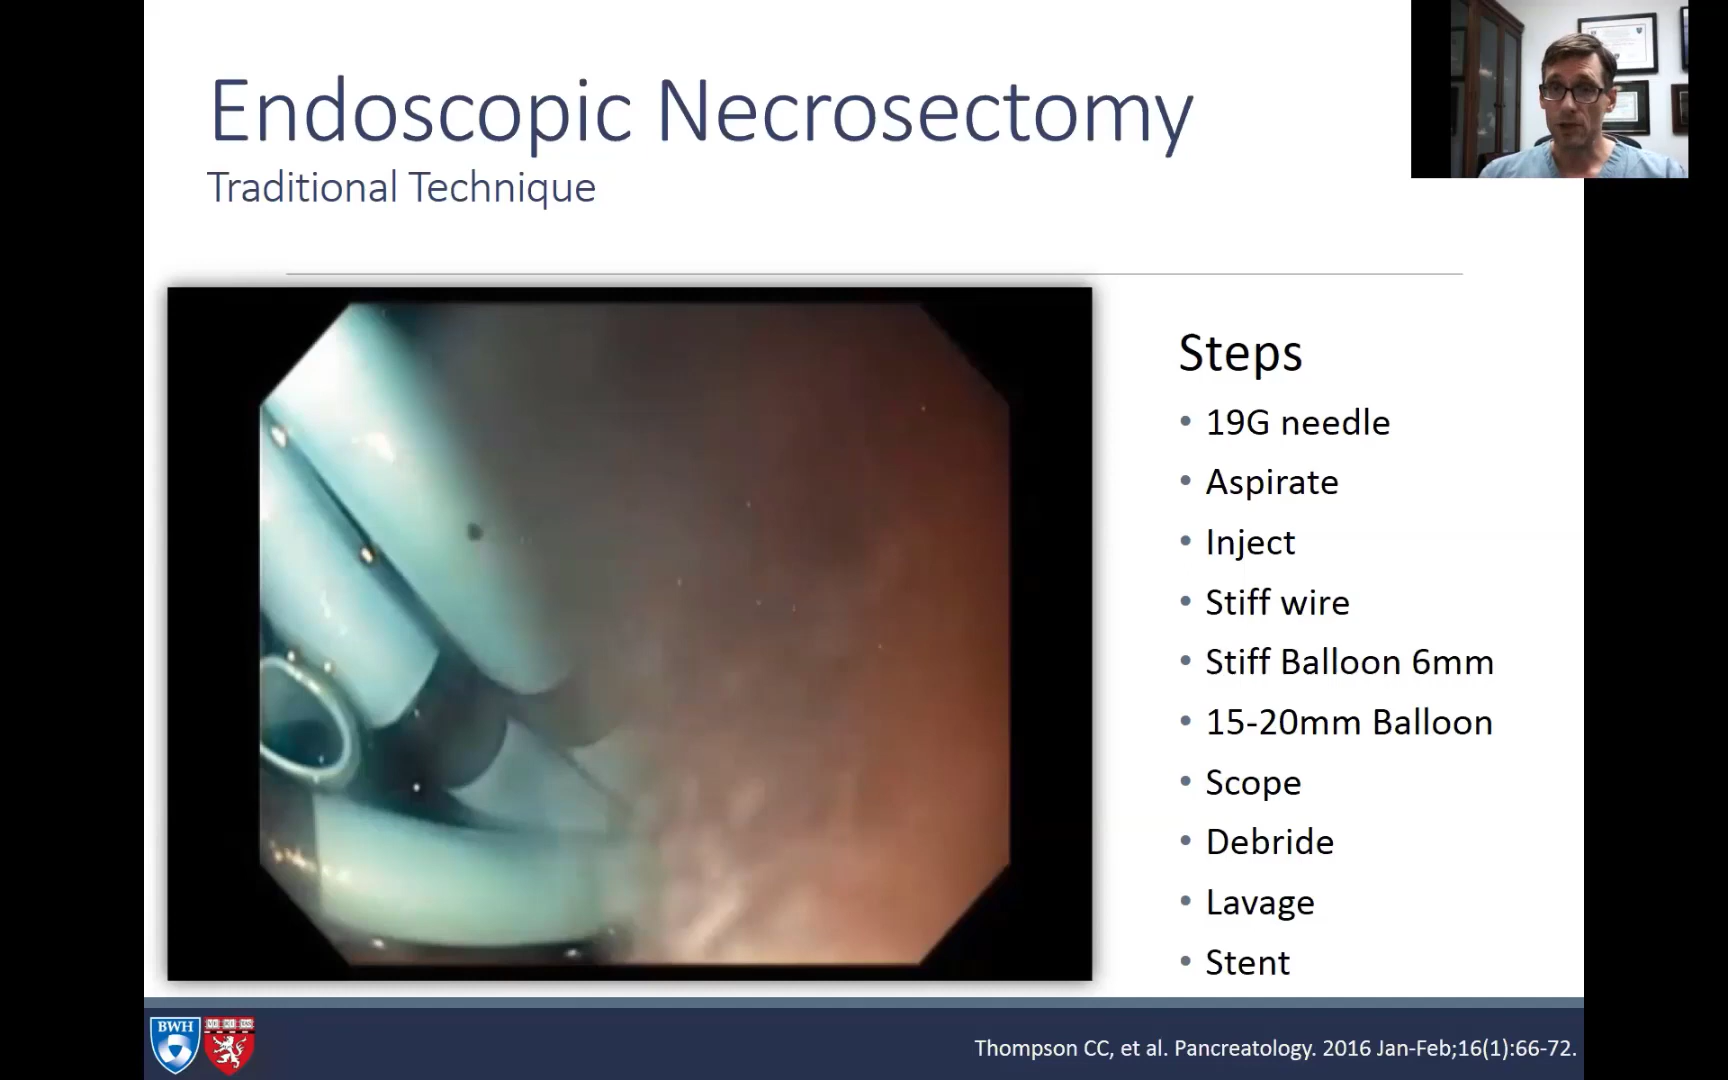 Endoscopic Necrosectomy
Traditional Technique
Steps
• 19G needle
• Aspirate
• Inject
• Stiff wire
• Stiff Balloon 6mm
• 15-20mm Balloon
• Scope
• Debride
• Lavage
• Stent
BWH
Thompson CC, et al. Pancreatology. 2016 Jan-Feb;16(1):66-72.